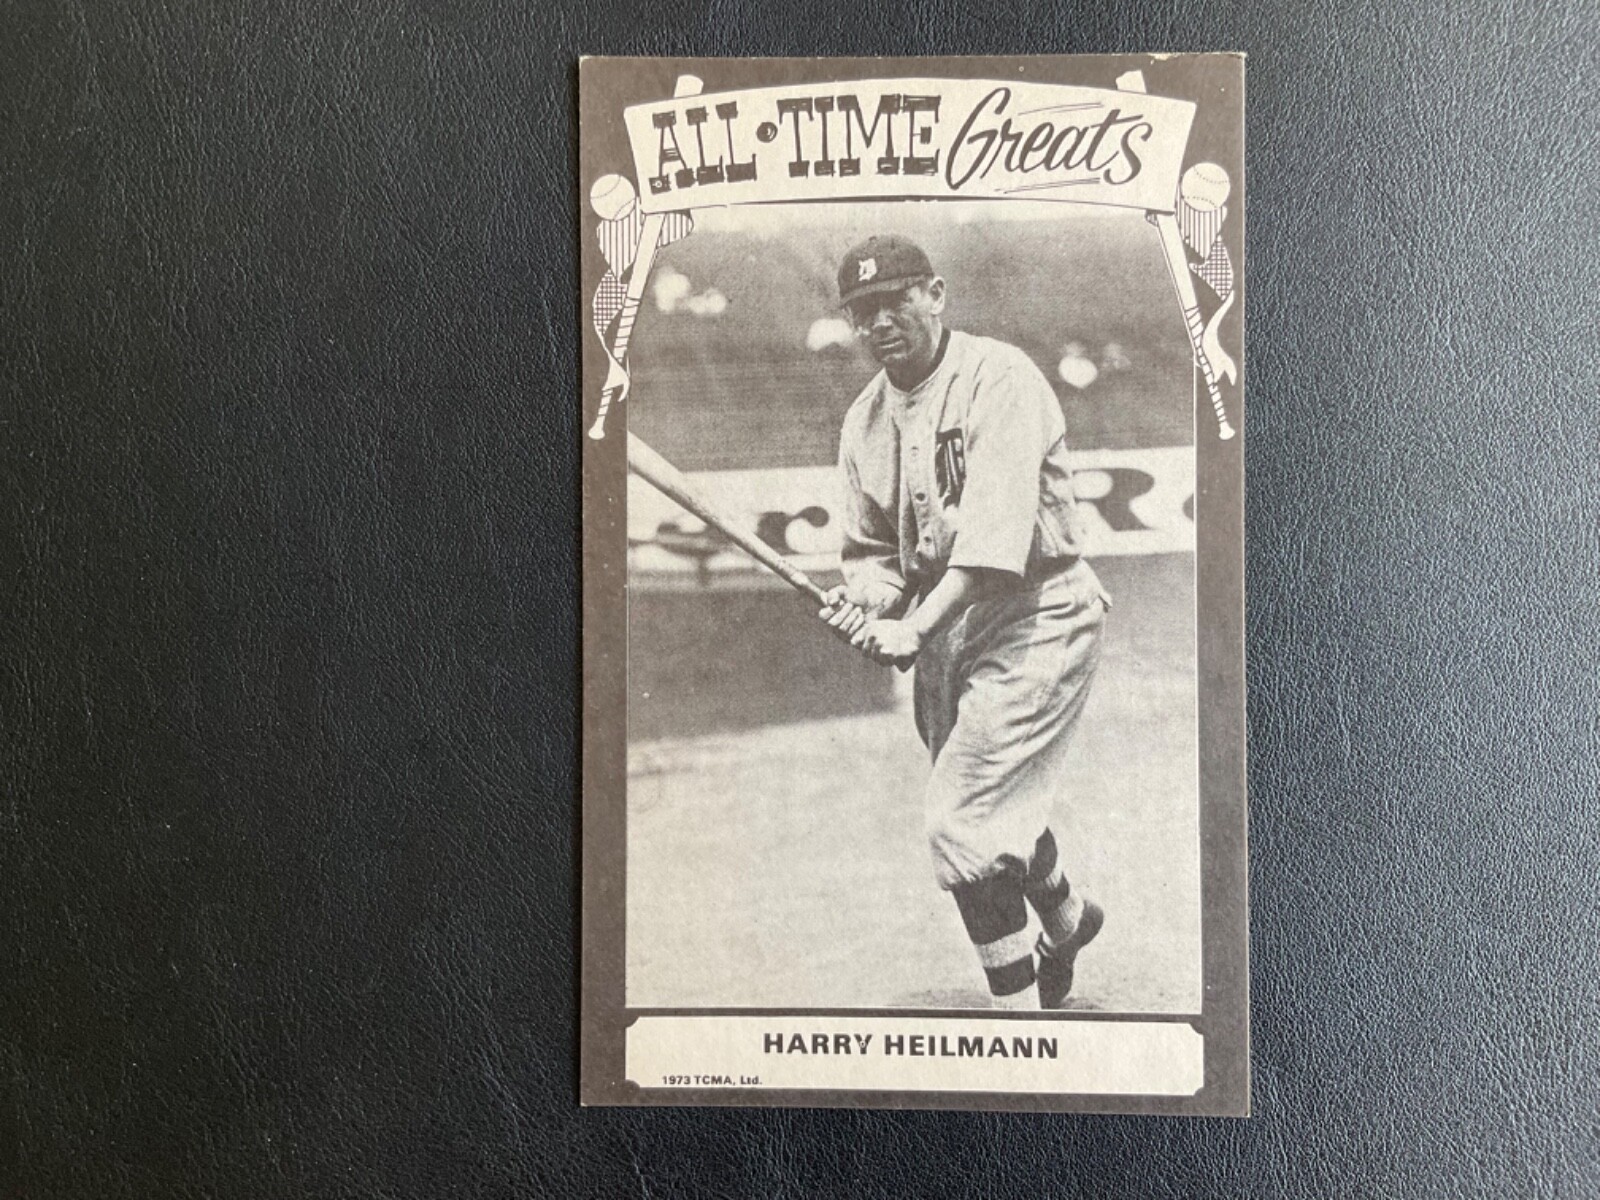 ALL·TIME Greats
D
D
HARRY HEILMANN
1973 TCMA, Ltd.